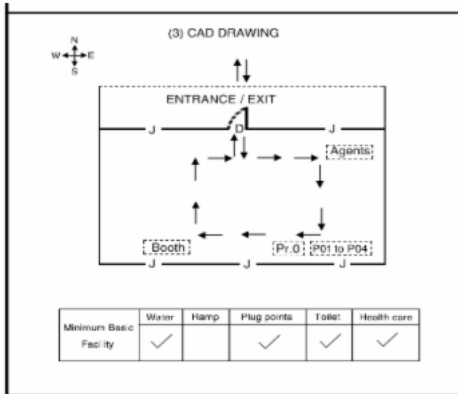 (3) CAD DRAWING
N
W E
S
ENTRANCE / EXIT
J D J
Agents
Booth Pr.0 P01 to P04
J J J
Minimum Basic Facility Water Ramp Plug points Toilet Health care